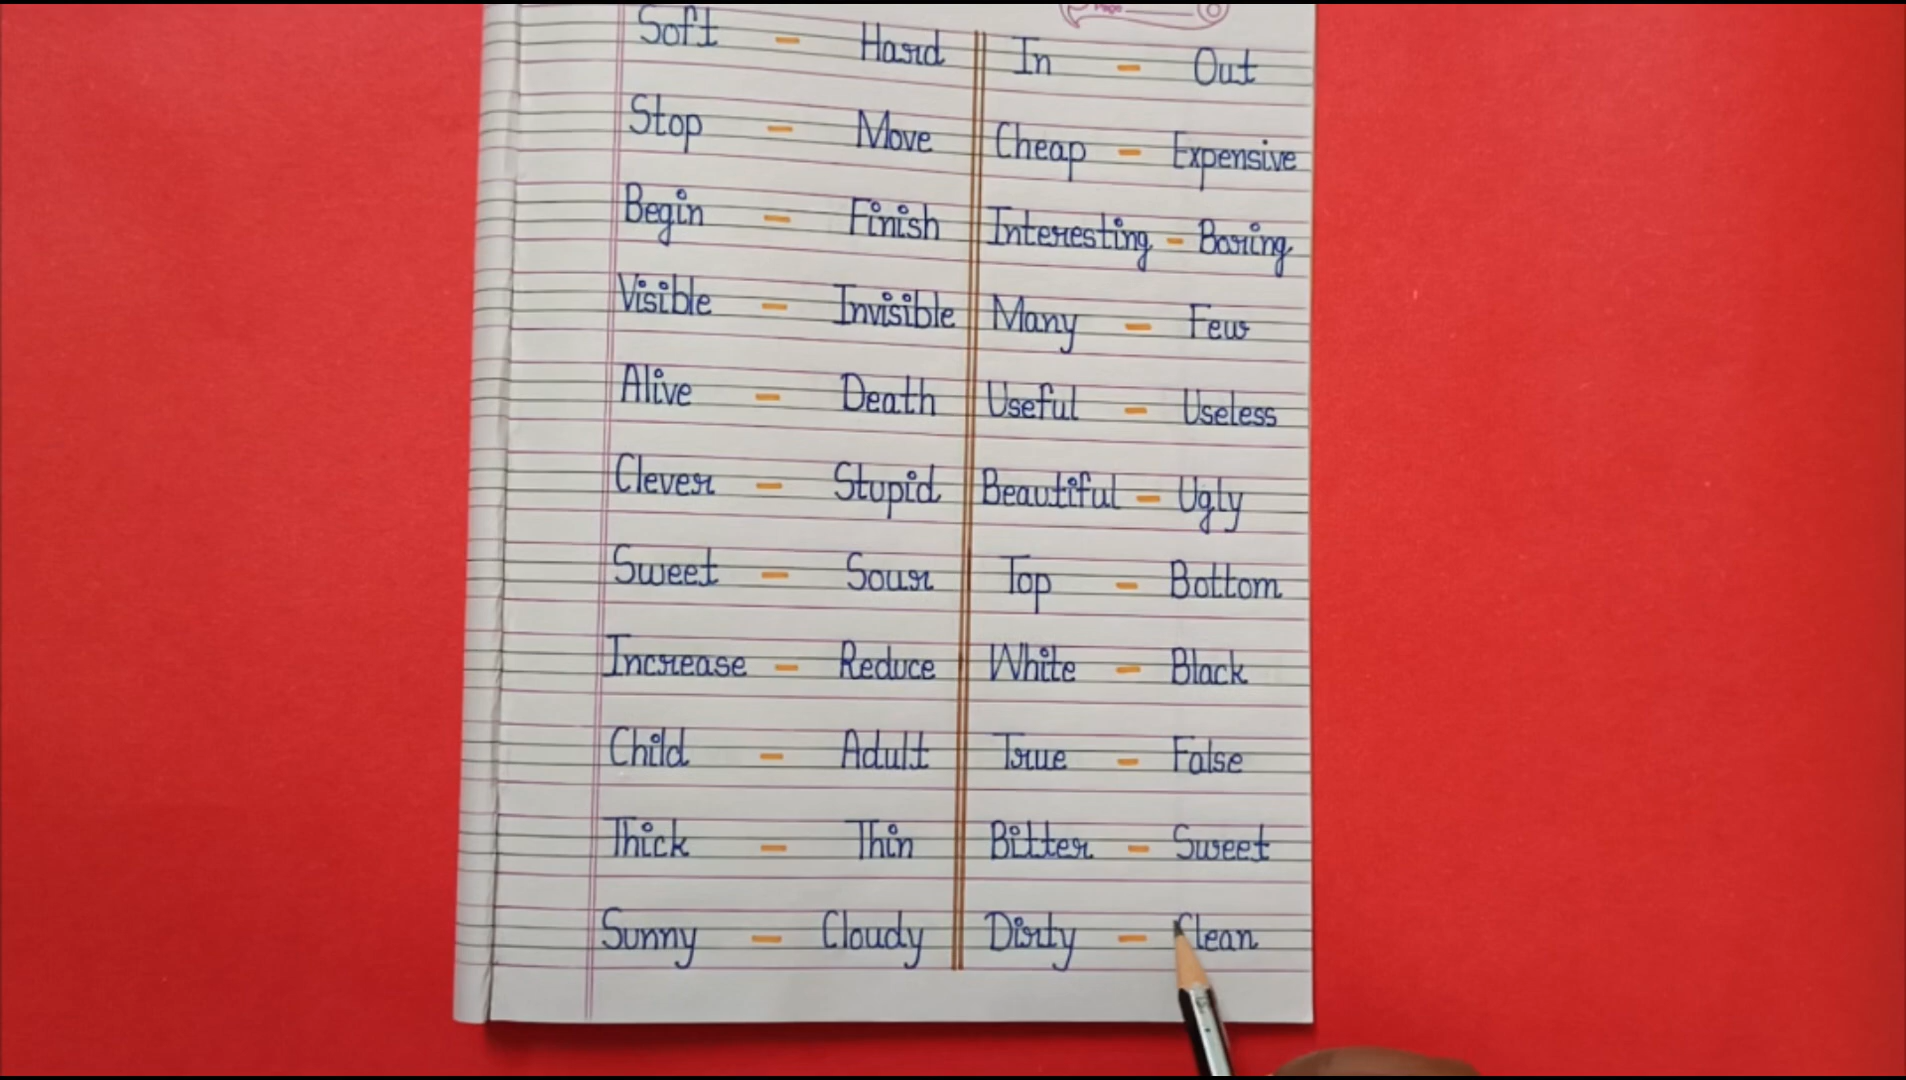 Soft - Hard In - Out
Stop - Move Cheap - Expensive
Begin - Finish Interesting - Boring
Visible - Invisible Many - Few
Alive - Death Useful - Useless
Clever - Stupid Beautiful - Ugly
Sweet - Sour Top - Bottom
Increase - Reduce White - Black
Child - Adult True - False
Thick - Thin Bitter - Sweet
Sunny - Cloudy Dirty - Clean